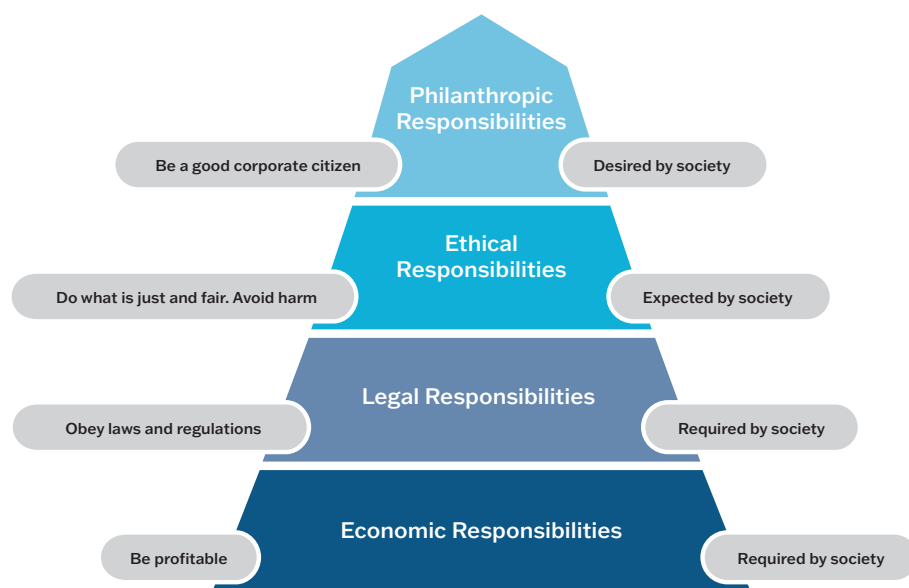 Philanthropic
Responsibilities
Be a good corporate citizen
Desired by society
Ethical
Responsibilities
Do what is just and fair. Avoid harm
Expected by society
Legal Responsibilities
Obey laws and regulations
Required by society
Economic Responsibilities
Be profitable
Required by society